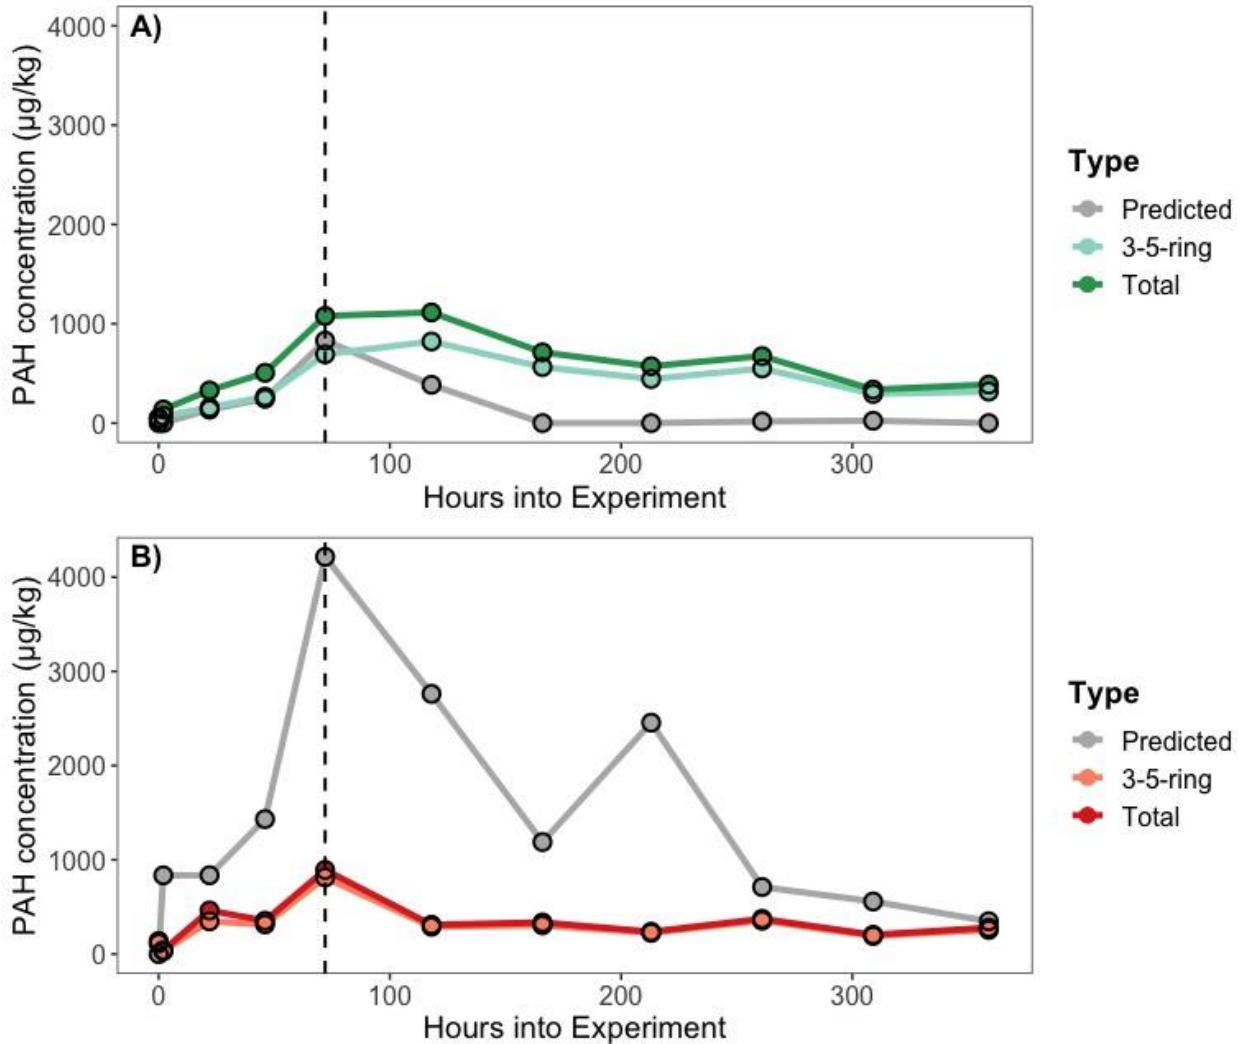 A)
4000
3000
2000
1000
0
PAH concentration (µg/kg)
0 100 200 300
Hours into Experiment
Type
Predicted
3-5-ring
Total
B)
4000
3000
2000
1000
0
PAH concentration (µg/kg)
0 100 200 300
Hours into Experiment
Type
Predicted
3-5-ring
Total